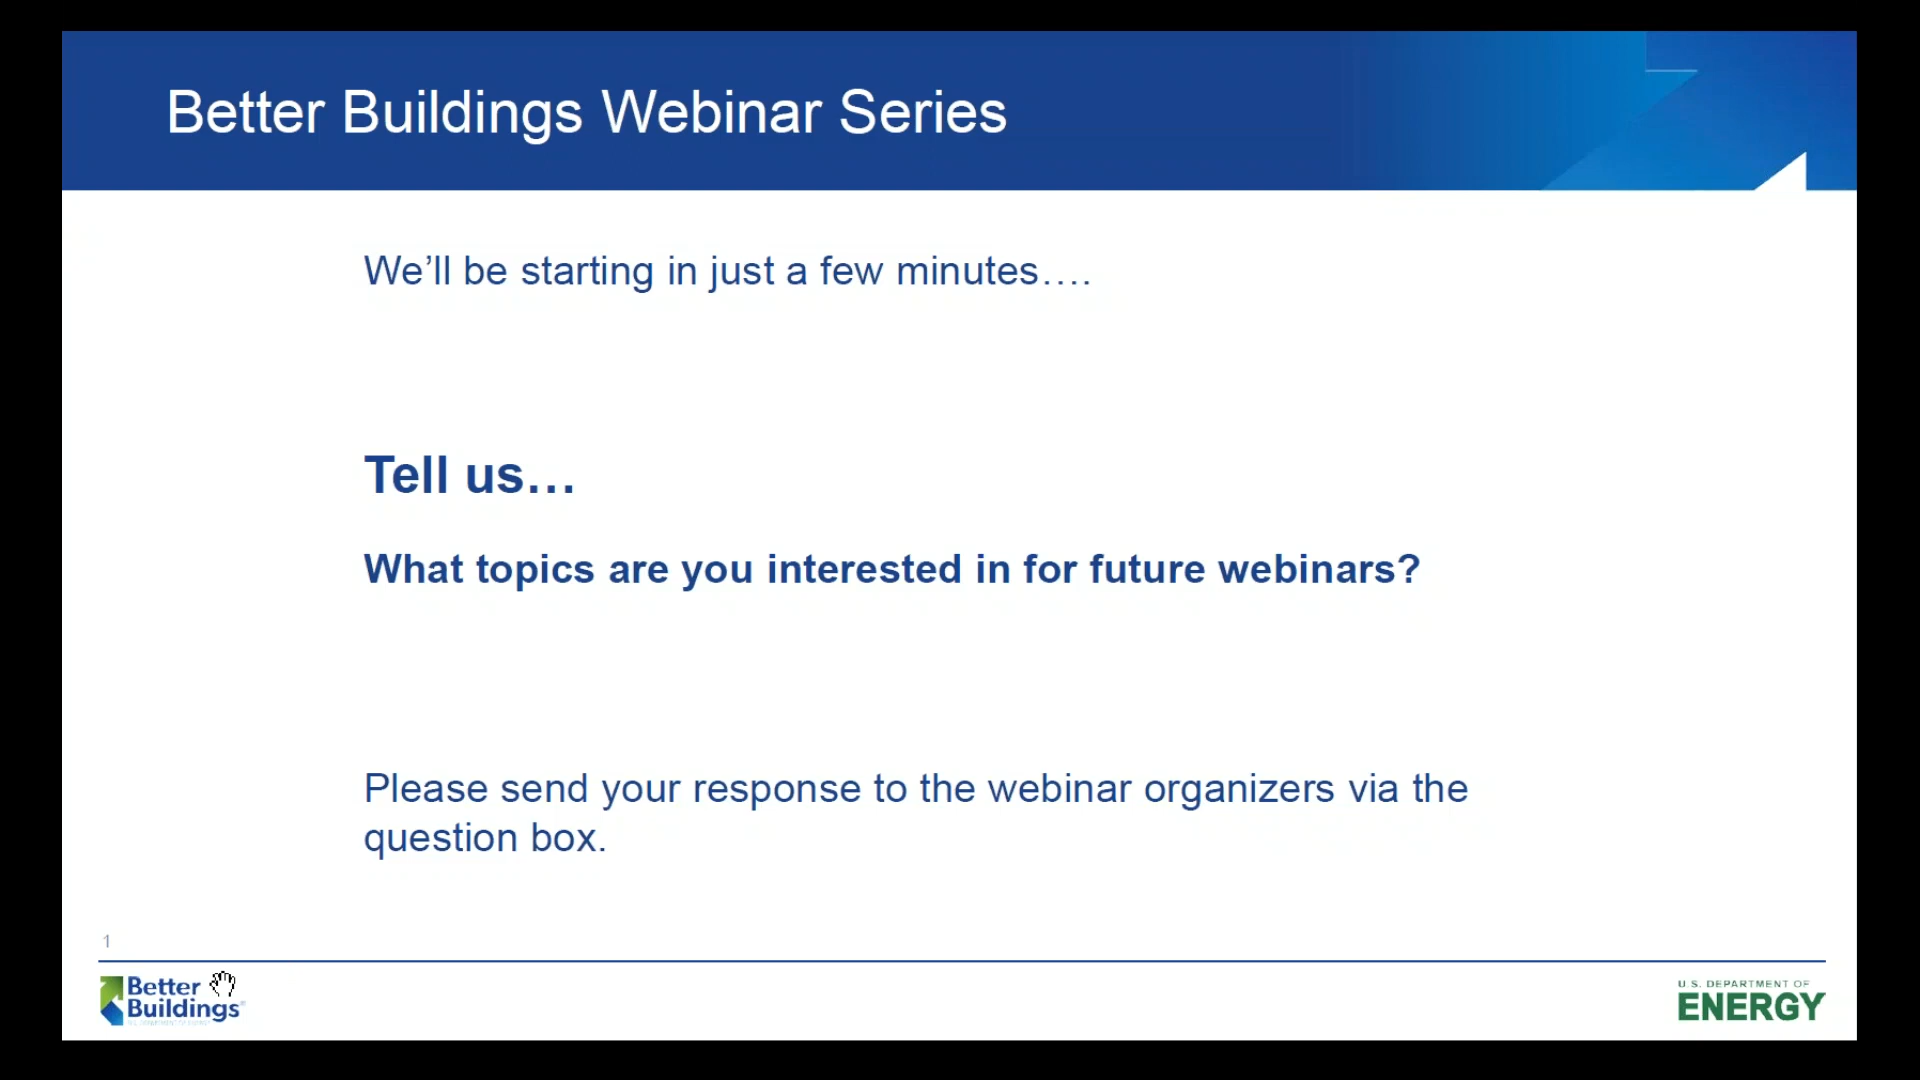 Better Buildings Webinar Series
We’ll be starting in just a few minutes….
Tell us…
What topics are you interested in for future webinars?
Please send your response to the webinar organizers via the
question box.
1
Better
Buildings®
U.S. DEPARTMENT OF
ENERGY